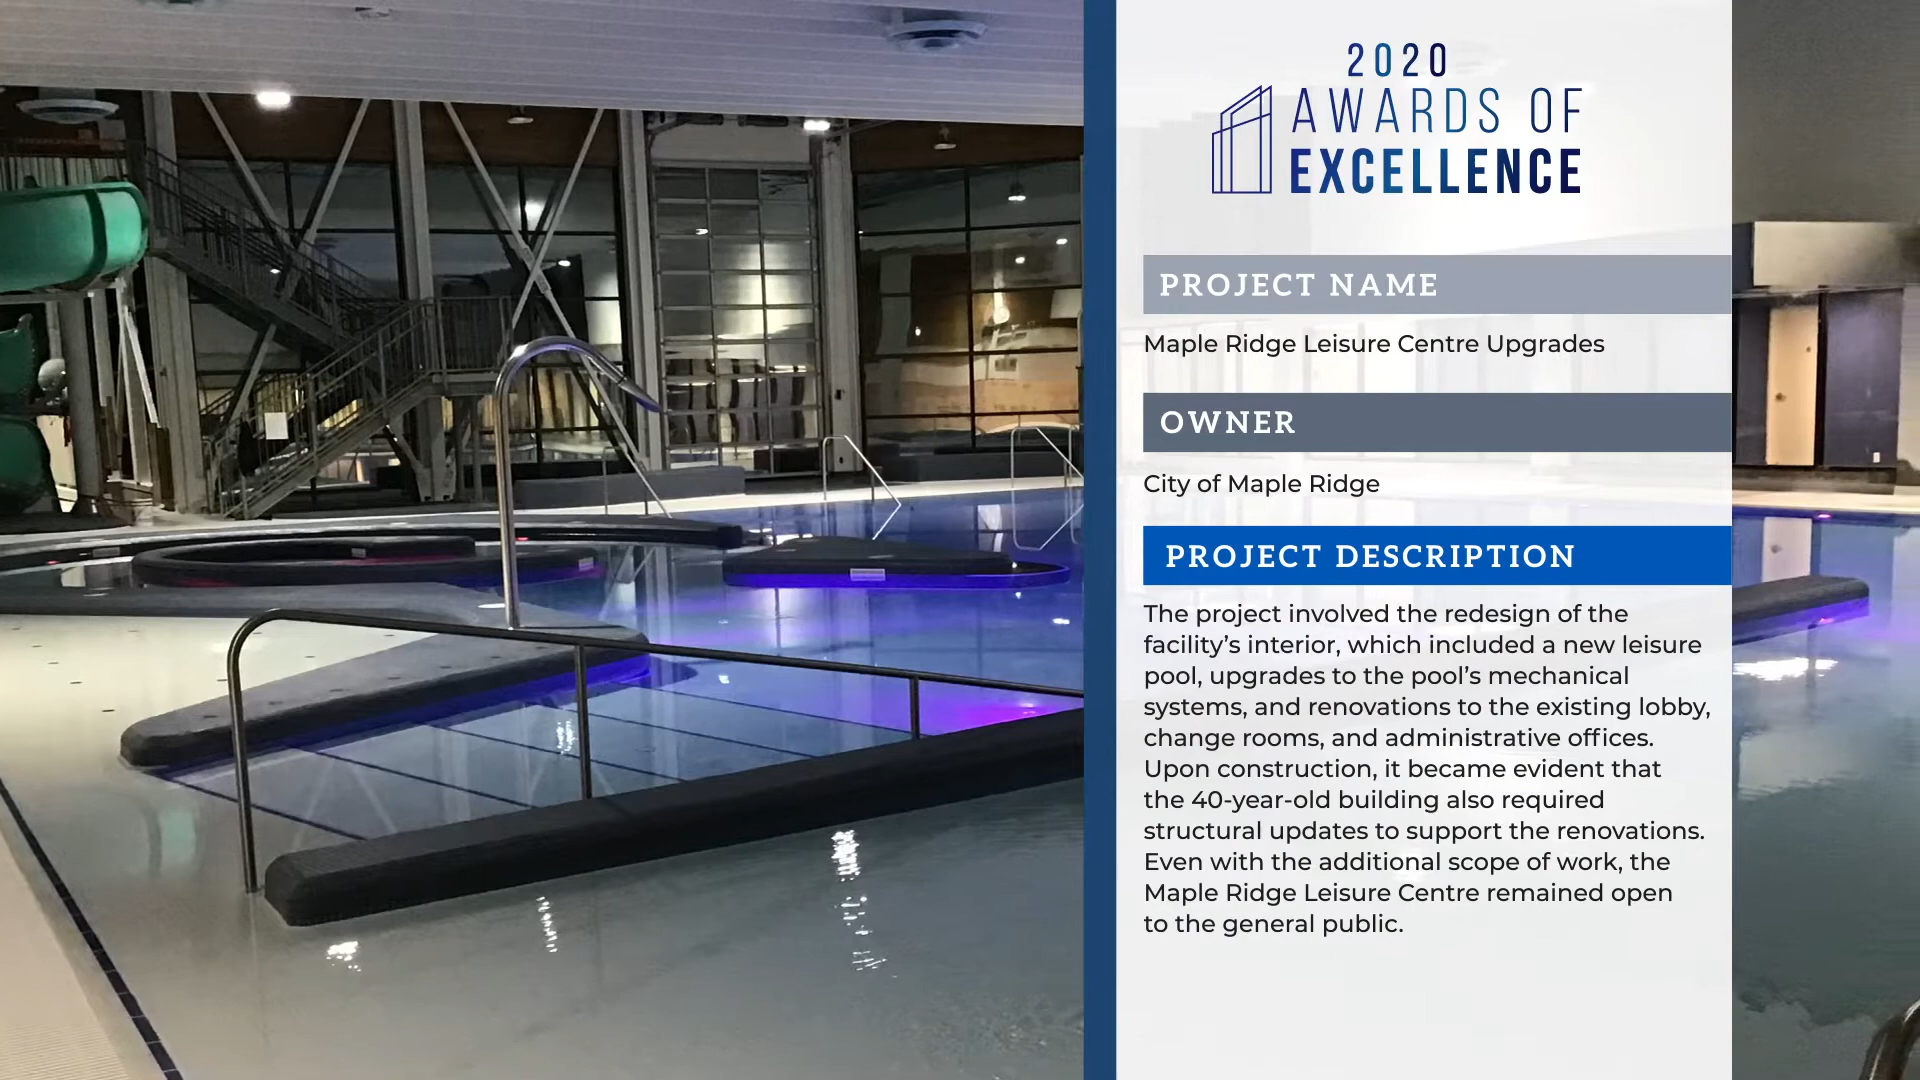 2020
AWARDS OF
EXCELLENCE
PROJECT NAME
Maple Ridge Leisure Centre Upgrades
OWNER
City of Maple Ridge
PROJECT DESCRIPTION
The project involved the redesign of the
facility’s interior, which included a new leisure
pool, upgrades to the pool’s mechanical
systems, and renovations to the existing lobby,
change rooms, and administrative offices.
Upon construction, it became evident that
the 40-year-old building also required
structural updates to support the renovations.
Even with the additional scope of work, the
Maple Ridge Leisure Centre remained open
to the general public.